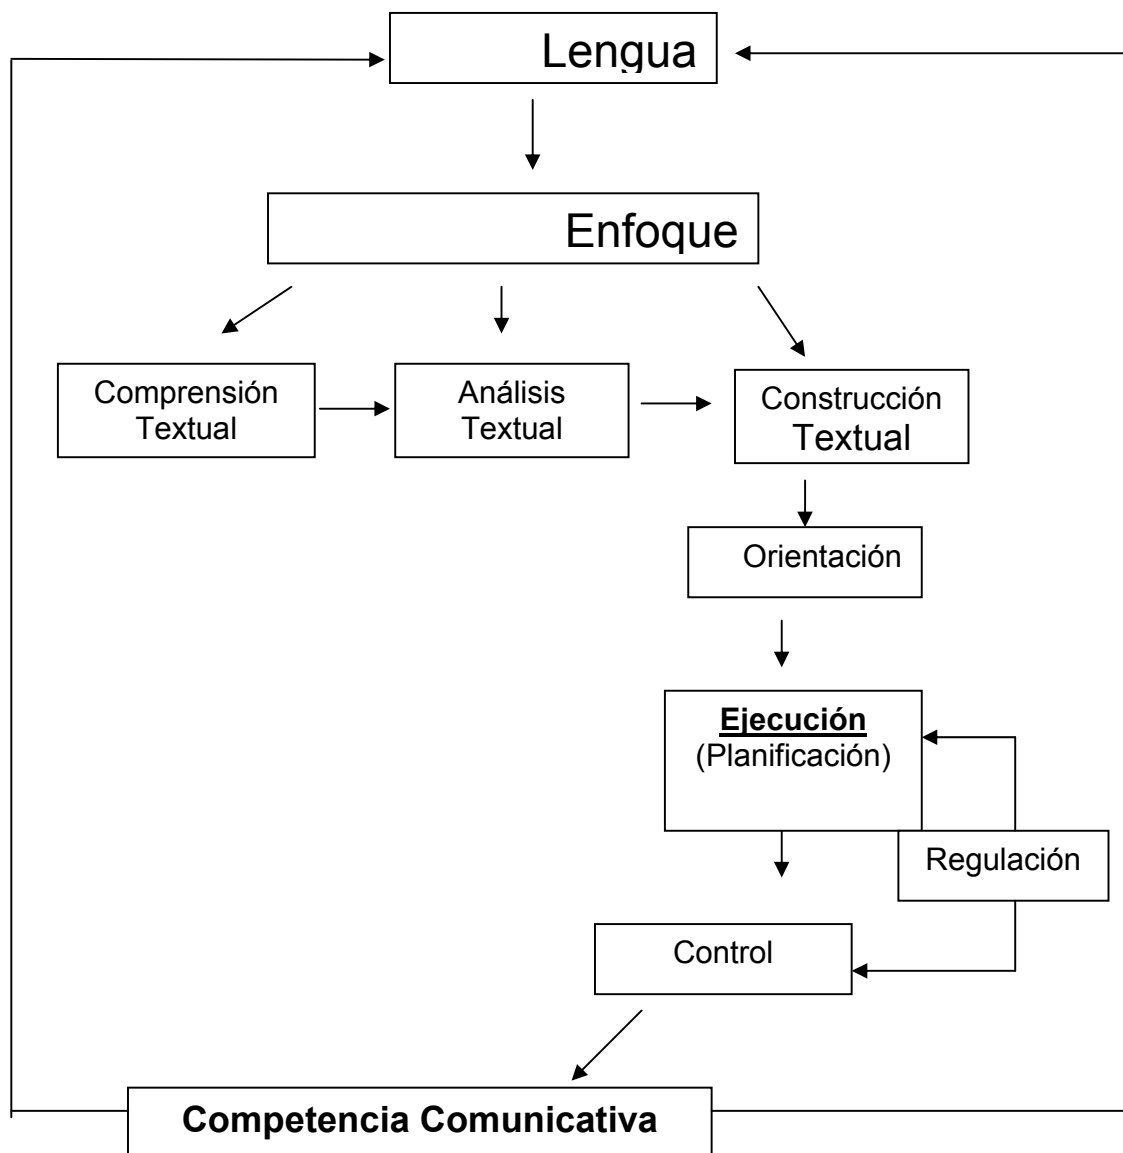 Lengua
Enfoque
Comprensión
Textual
Análisis
Textual
Construcción
Textual
Orientación
Ejecución
(Planificación)
Regulación
Control
Competencia Comunicativa